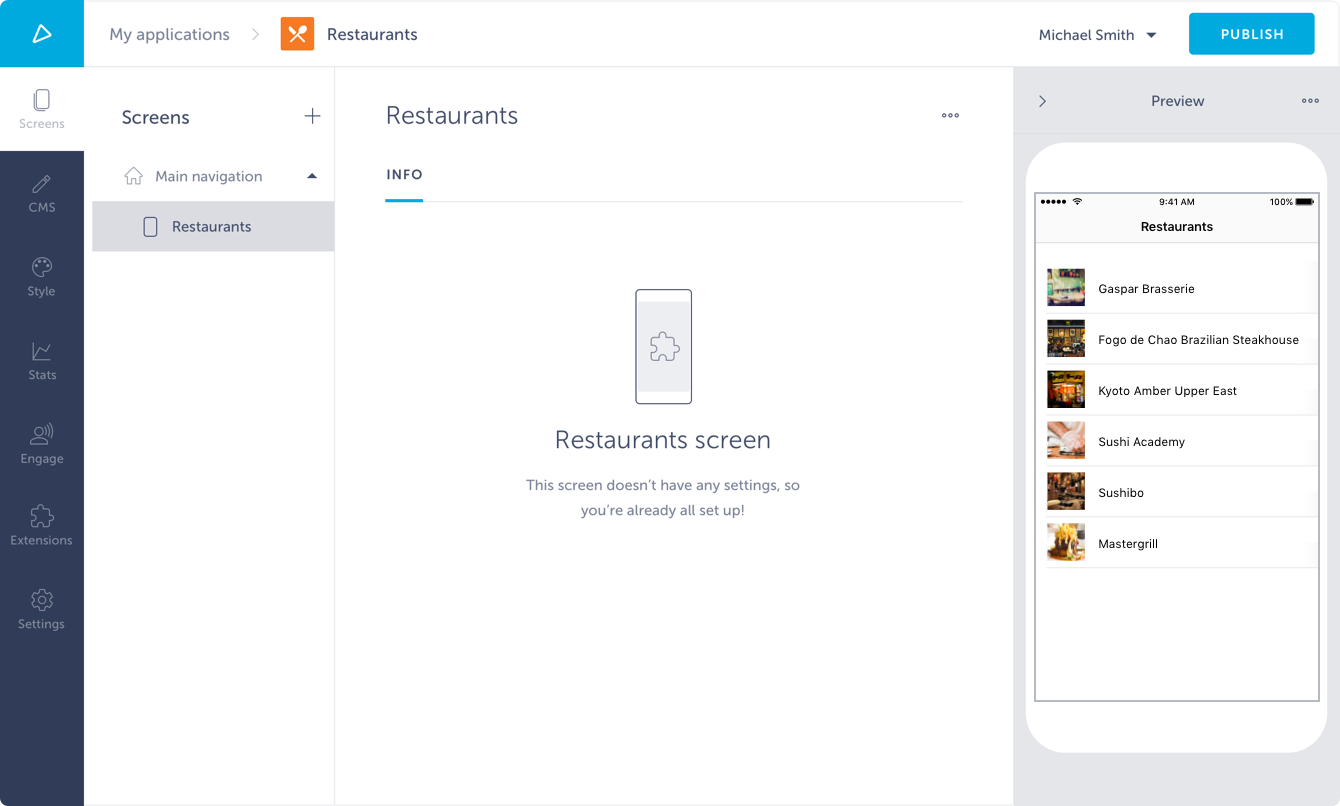 My applications
Restaurants
Michael Smith
PUBLISH
Screens
CMS
Style
Stats
Engage
Extensions
Settings
Screens
Main navigation
Restaurants
Restaurants
INFO
Restaurants screen
This screen doesn’t have any settings, so
you’re already all set up!
Preview
9:41 AM
100%
Restaurants
Gaspar Brasserie
Fogo de Chao Brazilian Steakhouse
Kyoto Amber Upper East
Sushi Academy
Sushibo
Mastergrill